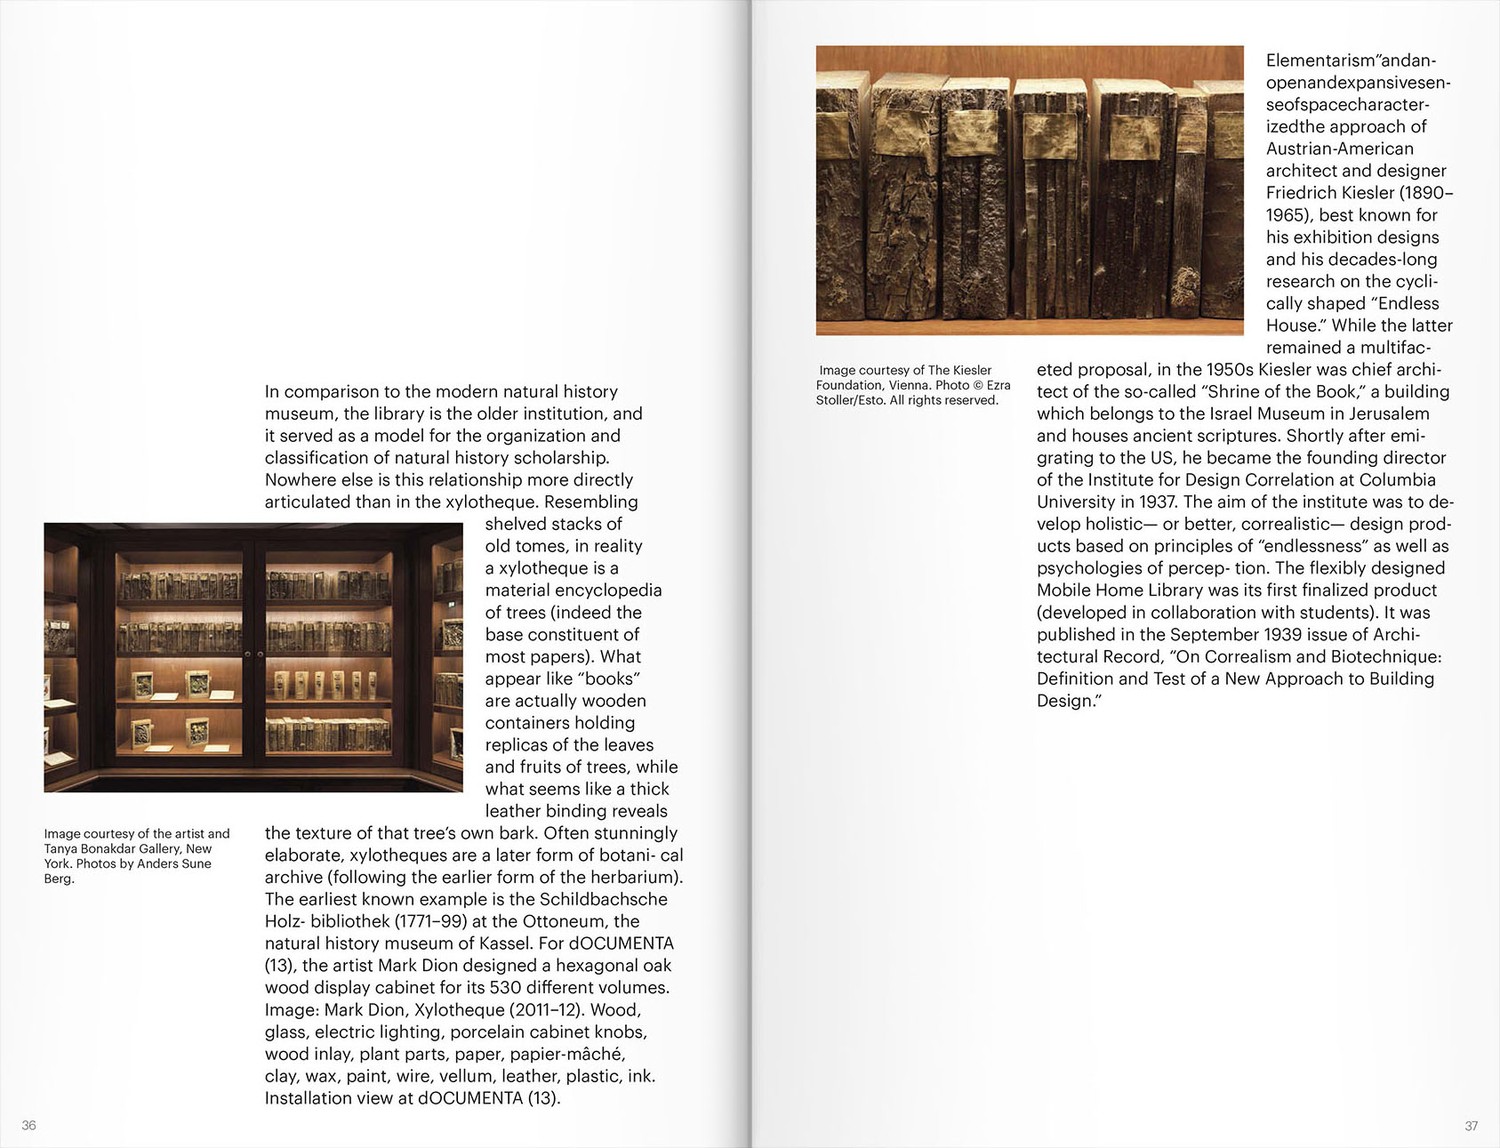 In comparison to the modern natural history
museum, the library is the older institution, and
it served as a model for the organization and
classification of natural history scholarship.
Nowhere else is this relationship more directly
articulated than in the xylotheque. Resembling
shelved stacks of
old tomes, in reality
a xylotheque is a
material encyclopedia
of trees (indeed the
base constituent of
most papers). What
appear like “books”
are actually wooden
containers holding
replicas of the leaves
and fruits of trees, while
what seems like a thick
leather binding reveals
the texture of that tree’s own bark. Often stunningly
elaborate, xylotheques are a later form of botani- cal
archive (following the earlier form of the herbarium).
The earliest known example is the Schildbachsche
Holz- bibliothek (1771–99) at the Ottoneum, the
natural history museum of Kassel. For dOCUMENTA
(13), the artist Mark Dion designed a hexagonal oak
wood display cabinet for its 530 different volumes.
Image: Mark Dion, Xylotheque (2011–12). Wood,
glass, electric lighting, porcelain cabinet knobs,
wood inlay, plant parts, paper, papier-mâché,
clay, wax, paint, wire, vellum, leather, plastic, ink.
Installation view at dOCUMENTA (13).
Image courtesy of the artist and
Tanya Bonakdar Gallery, New
York. Photos by Anders Sune
Berg.
36
Elementarism”andan-
openandexpansivesen-
seofspacecharacter-
izedthe approach of
Austrian-American
architect and designer
Friedrich Kiesler (1890–
1965), best known for
his exhibition designs
and his decades-long
research on the cycli-
cally shaped “Endless
House.” While the latter
remained a multifac-
eted proposal, in the 1950s Kiesler was chief archi-
tect of the so-called “Shrine of the Book,” a building
which belongs to the Israel Museum in Jerusalem
and houses ancient scriptures. Shortly after emi-
grating to the US, he became the founding director
of the Institute for Design Correlation at Columbia
University in 1937. The aim of the institute was to de-
velop holistic— or better, correalistic— design prod-
ucts based on principles of “endlessness” as well as
psychologies of percep- tion. The flexibly designed
Mobile Home Library was its first finalized product
(developed in collaboration with students). It was
published in the September 1939 issue of Archi-
tectural Record, “On Correalism and Biotechnique:
Definition and Test of a New Approach to Building
Design.”
Image courtesy of The Kiesler
Foundation, Vienna. Photo © Ezra
Stoller/Esto. All rights reserved.
37